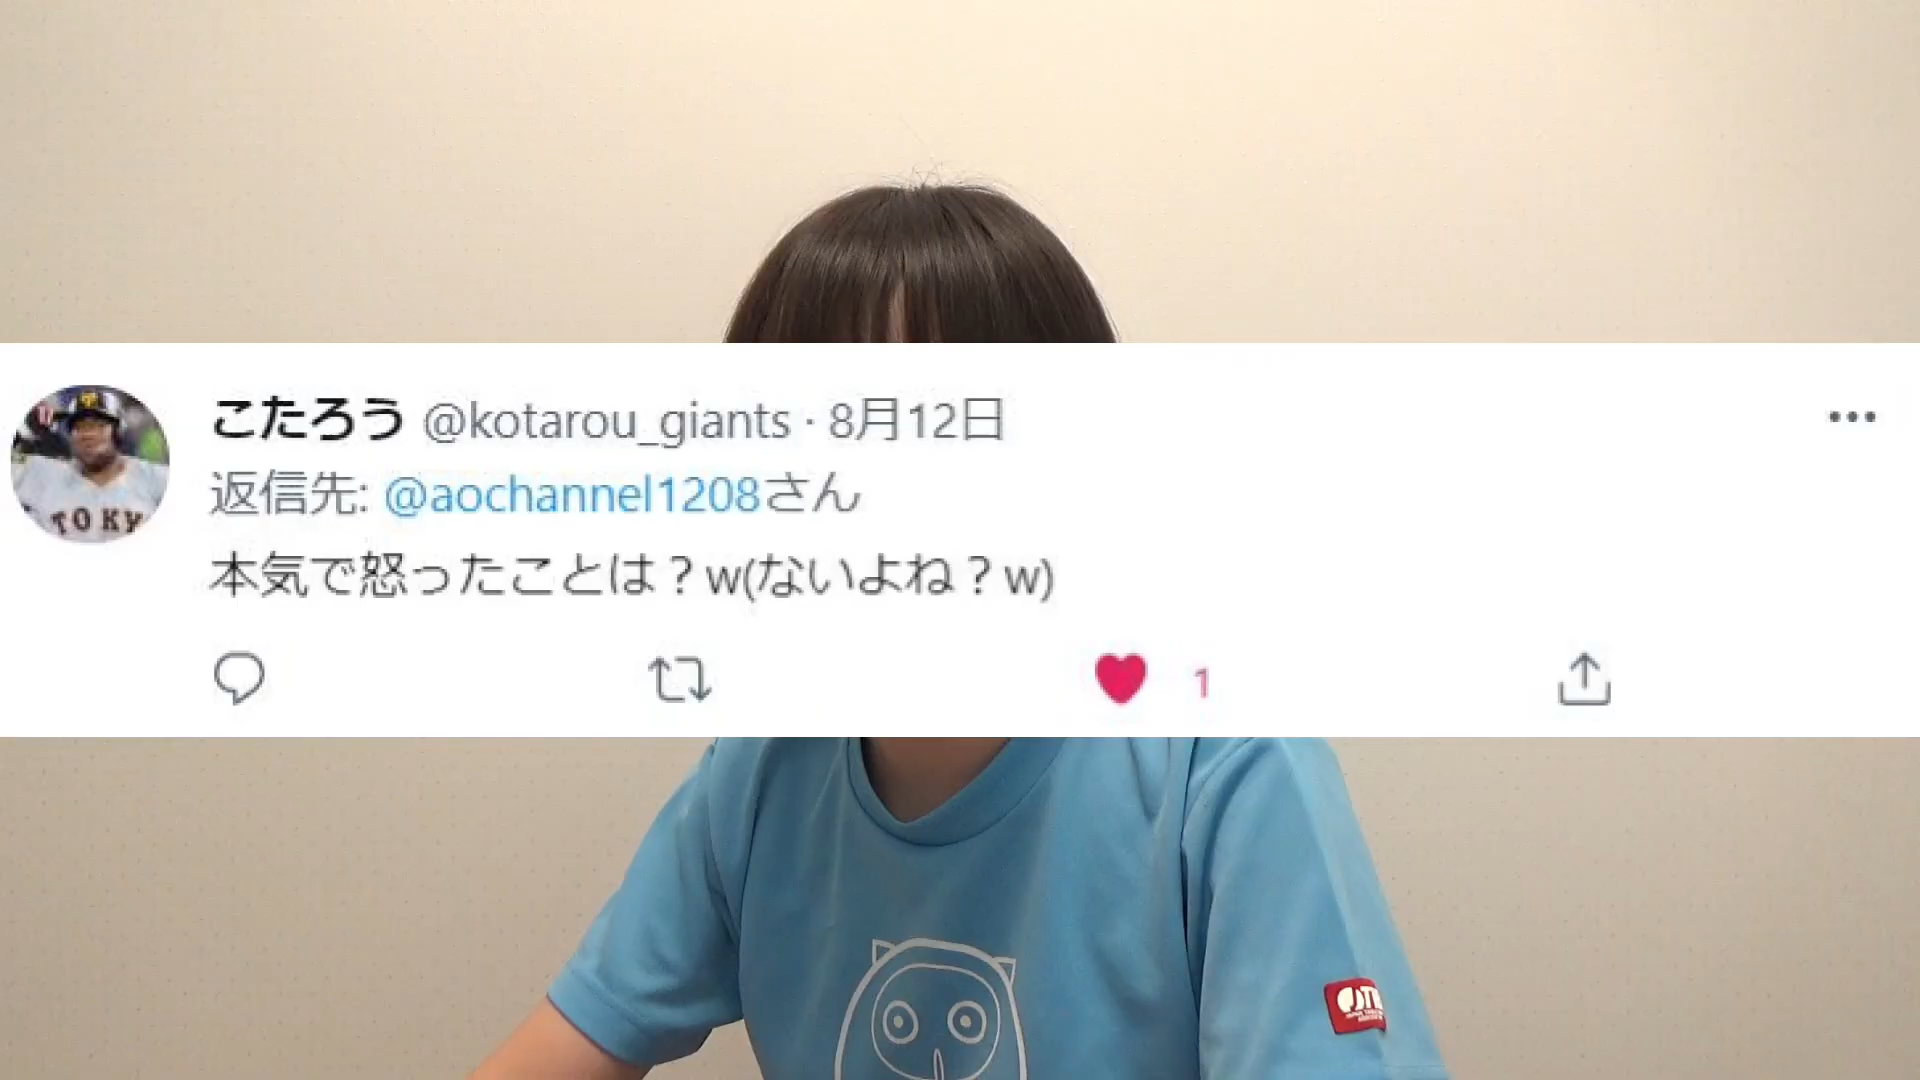 こたろう @kotarou_giants · 8月12日
返信先: @aochannel1208さん
本気で怒ったことは？w(ないよね？w)
1
TOKY